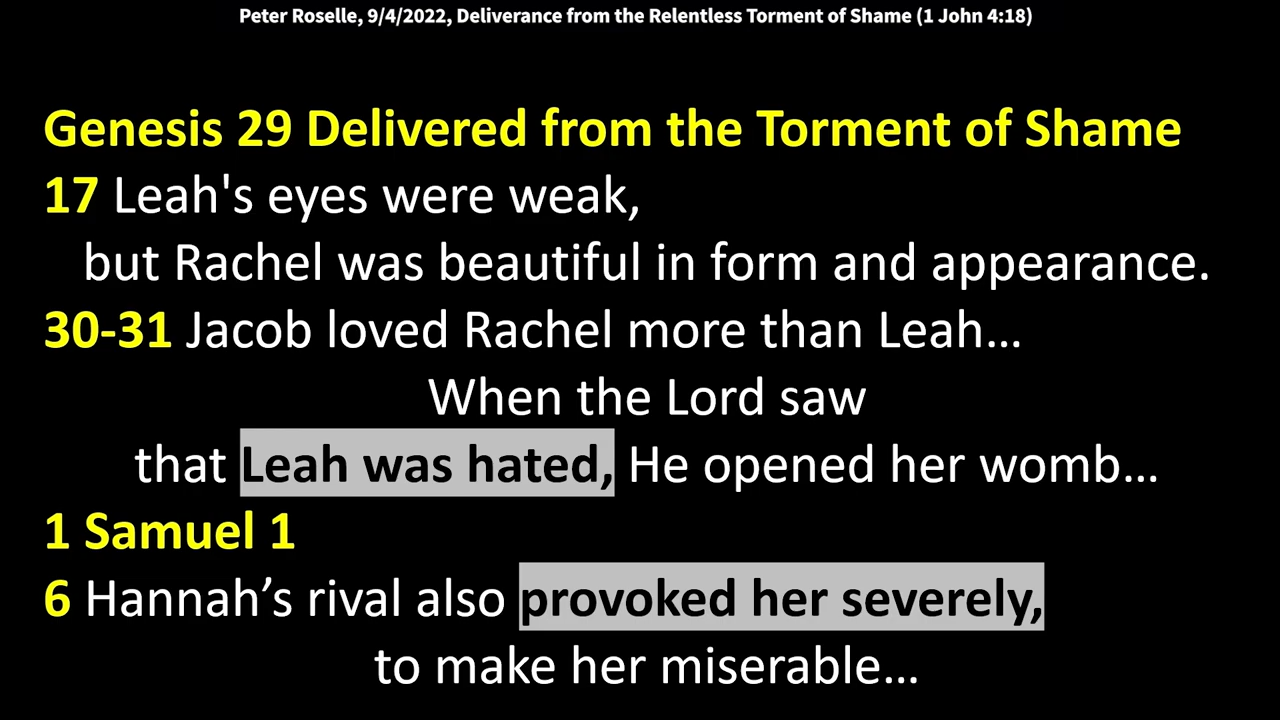 Peter Roselle, 9/4/2022, Deliverance from the Relentless Torment of Shame (1 John 4:18)
Genesis 29 Delivered from the Torment of Shame
17 Leah's eyes were weak,
but Rachel was beautiful in form and appearance.
30-31 Jacob loved Rachel more than Leah…
When the Lord saw
that Leah was hated, He opened her womb…
1 Samuel 1
6 Hannah’s rival also provoked her severely,
to make her miserable…